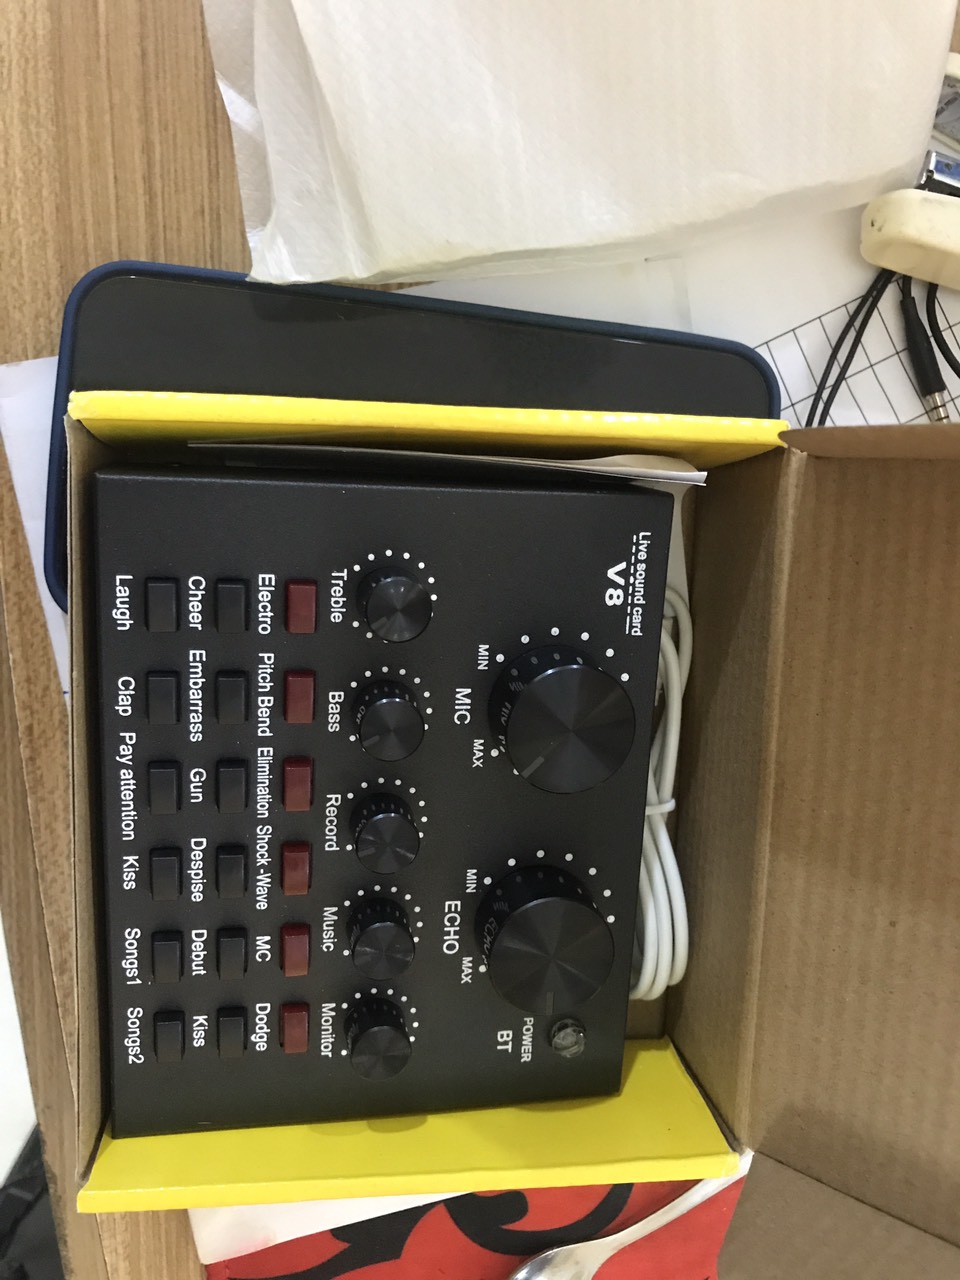 Live sound card
V8
MIN
MIC
MAX
MIN
ECHO
MAX
POWER
BT
Treble
Bass
Record
Music
Monitor
Electro
Pitch Bend
Elimination
Shock-Wave
MC
Dodge
Cheer
Embarrass
Gun
Despise
Debut
Kiss
Laugh
Clap
Pay attention
Kiss
Songs1
Songs2